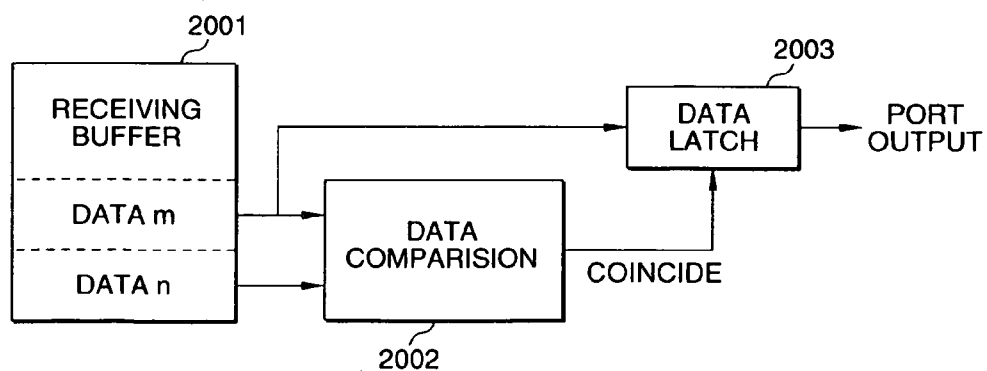 2001
RECEIVING
BUFFER
DATA m
DATA n
DATA
COMPARISION
2002
COINCIDE
2003
DATA
LATCH
PORT
OUTPUT